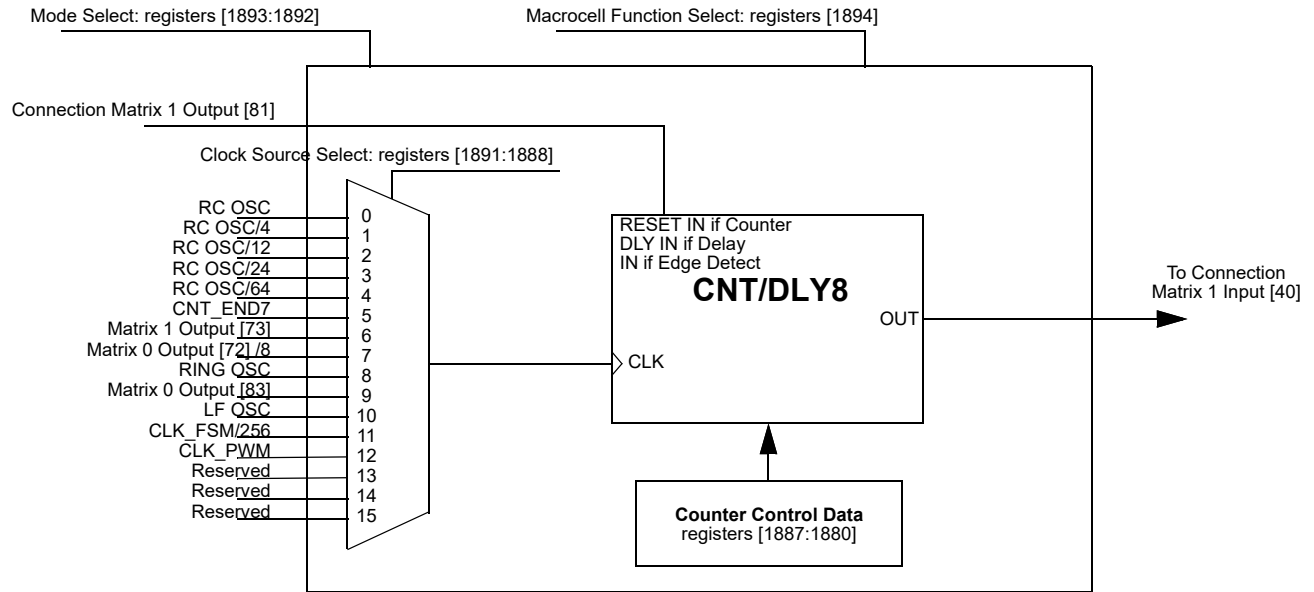 Mode Select: registers [1893:1892]
Macrocell Function Select: registers [1894]
Connection Matrix 1 Output [81]
Clock Source Select: registers [1891:1888]
RC OSC
0
RC OSC/4
1
RC OSC/12
2
RC OSC/24
3
RC OSC/64
4
CNT_END7
5
Matrix 1 Output [73]
6
Matrix 0 Output [72] /8
7
RING OSC
8
Matrix 0 Output [83]
9
LF OSC
10
CLK_FSM/256
11
CLK_PWM
12
Reserved
13
Reserved
14
Reserved
15
RESET IN if Counter
DLY IN if Delay
IN if Edge Detect
CNT/DLY8
OUT
CLK
To Connection
Matrix 1 Input [40]
Counter Control Data
registers [1887:1880]